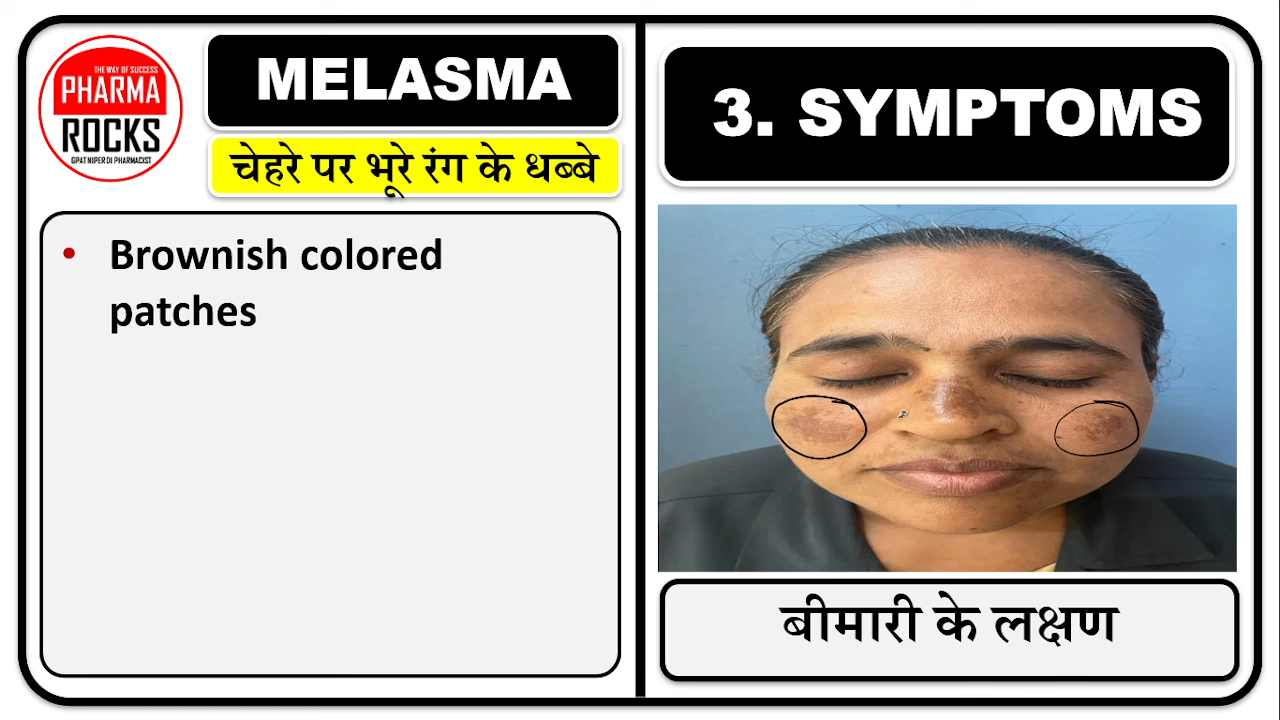 THE WAY OF SUCCESS
PHARMA
ROCKS
GPAT NIPER DI PHARMACIST
MELASMA
चेहरे पर भूरे रंग के धब्बे
• Brownish colored
patches
3. SYMPTOMS
बीमारी के लक्षण